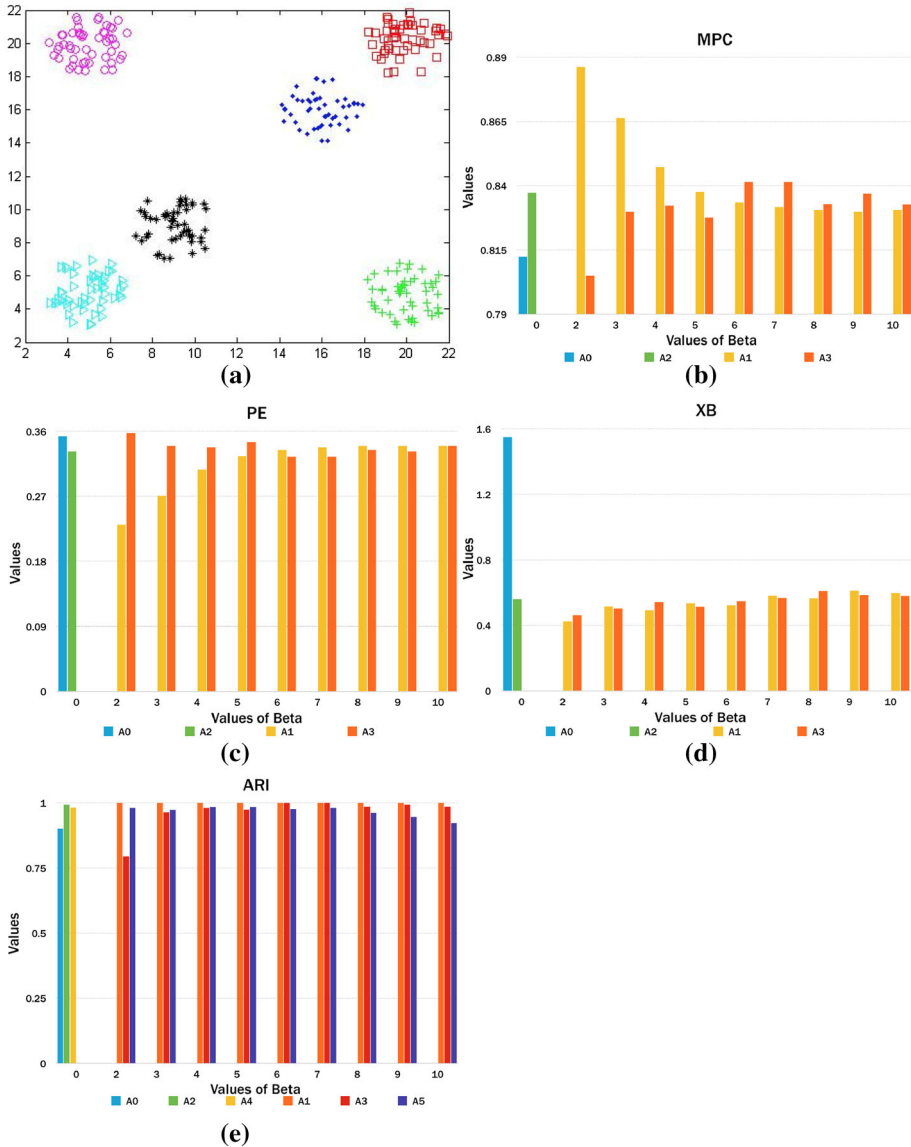 22
20
18
16
14
12
10
8
6
4
2
2 4 6 8 10 12 14 16 18 20 22
(a)
MPC
Values
0.89
0.865
0.84
0.815
0.79
0 2 3 4 5 6 7 8 9 10
Values of Beta
A0 A2 A1 A3
(b)
PE
Values
0.36
0.27
0.18
0.09
0
0 2 3 4 5 6 7 8 9 10
Values of Beta
A0 A2 A1 A3
(c)
XB
Values
1.6
1.2
0.8
0.4
0
0 2 3 4 5 6 7 8 9 10
Values of Beta
A0 A2 A1 A3
(d)
ARI
Values
1
0.75
0.5
0.25
0
0 2 3 4 5 6 7 8 9 10
Values of Beta
A0 A2 A4 A1 A3 A5
(e)